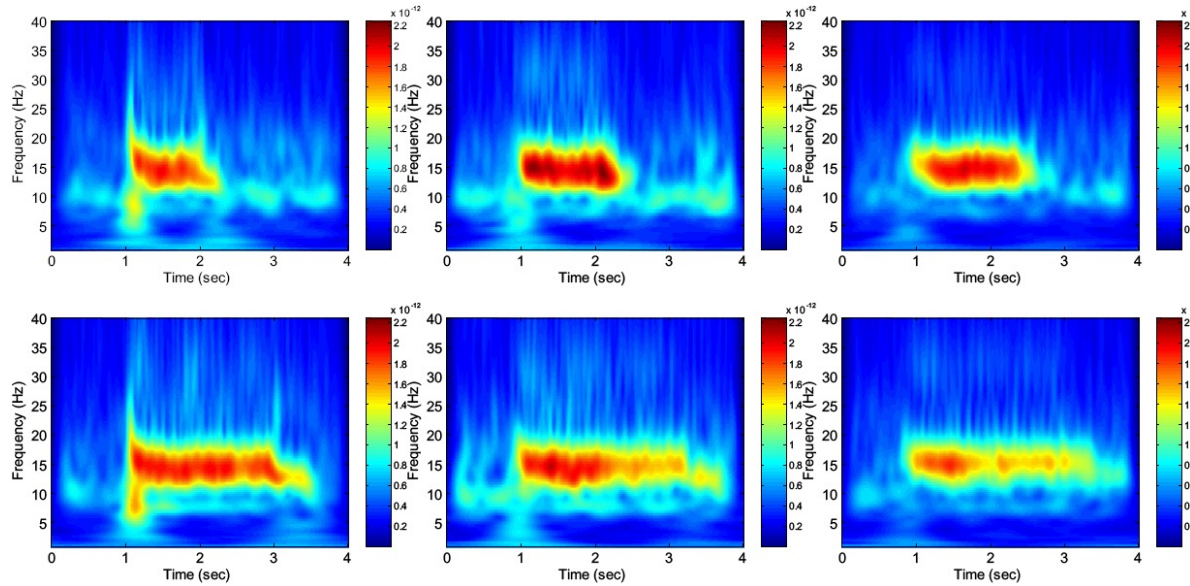 x 10⁻¹² x 10⁻¹² x
40 2.2 40 2.2 40 2
35 2 35 2 35 2
30 1.8 30 1.8 30 1
1.6 1.6 1
25 1.4 25 1.4 25 1
20 1.2 20 1.2 20 1
1 1 1
15 0.8 15 0.8 15 0
10 0.6 10 0.6 10 0
5 0.4 5 0.4 5 0
0.2 0.2 0
Frequency (Hz) Frequency (Hz) Frequency (Hz)
0 1 2 3 4 0 1 2 3 4 0 1 2 3 4
Time (sec) Time (sec) Time (sec)
x 10⁻¹² x 10⁻¹² x
40 2.2 40 2.2 40 2
35 2 35 2 35 2
30 1.8 30 1.8 30 1
1.6 1.6 1
25 1.4 25 1.4 25 1
20 1.2 20 1.2 20 1
1 1 1
15 0.8 15 0.8 15 0
10 0.6 10 0.6 10 0
5 0.4 5 0.4 5 0
0.2 0.2 0
Frequency (Hz) Frequency (Hz) Frequency (Hz)
0 1 2 3 4 0 1 2 3 4 0 1 2 3 4
Time (sec) Time (sec) Time (sec)